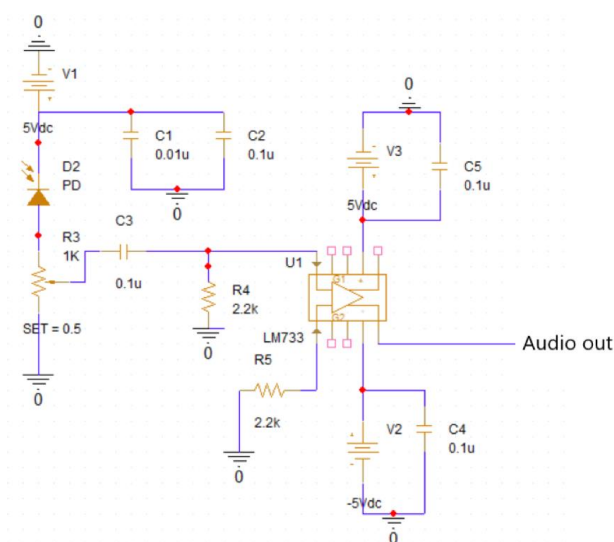 0
V1
5Vdc
C1
0.01u
C2
0.1u
0
D2
PD
R3
1K
SET = 0.5
0
C3
0.1u
R4
2.2k
0
0
V3
5Vdc
C5
0.1u
U1
G1
+
-
G2
LM733
Audio out
R5
2.2k
0
V2
-5Vdc
C4
0.1u
0